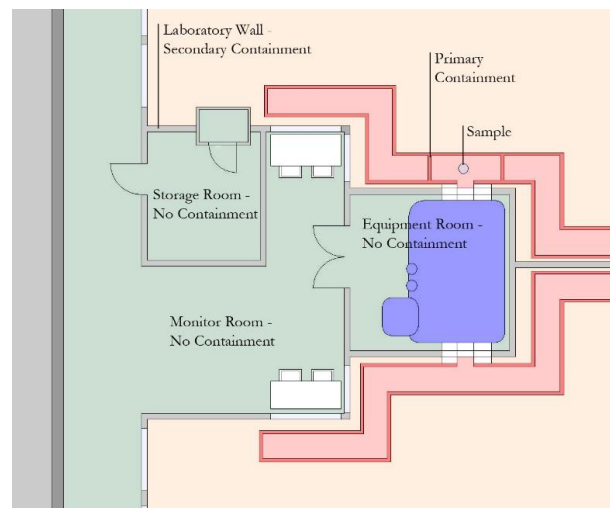 Laboratory Wall -
Secondary Containment
Primary
Containment
Sample
Storage Room -
No Containment
Equipment Room -
No Containment
Monitor Room -
No Containment